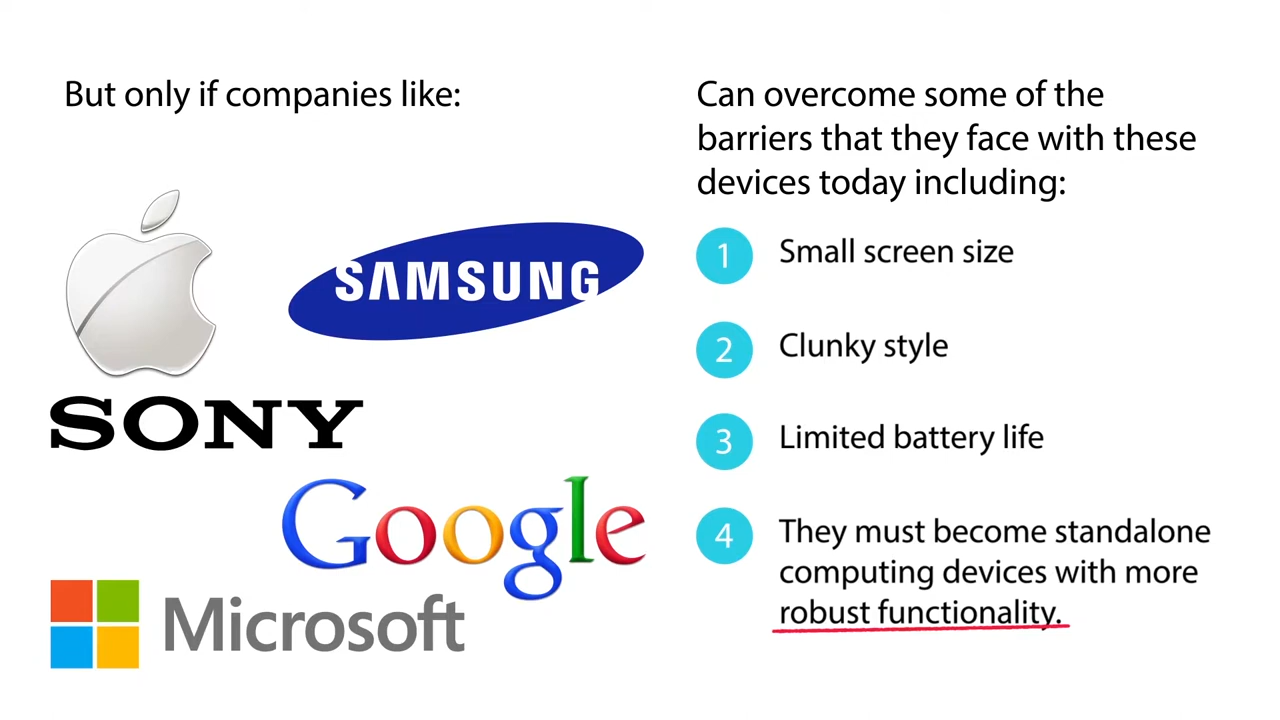 But only if companies like:
SAMSUNG
SONY
Google
Microsoft
Can overcome some of the
barriers that they face with these
devices today including:
1 Small screen size
2 Clunky style
3 Limited battery life
4 They must become standalone
computing devices with more
robust functionality.